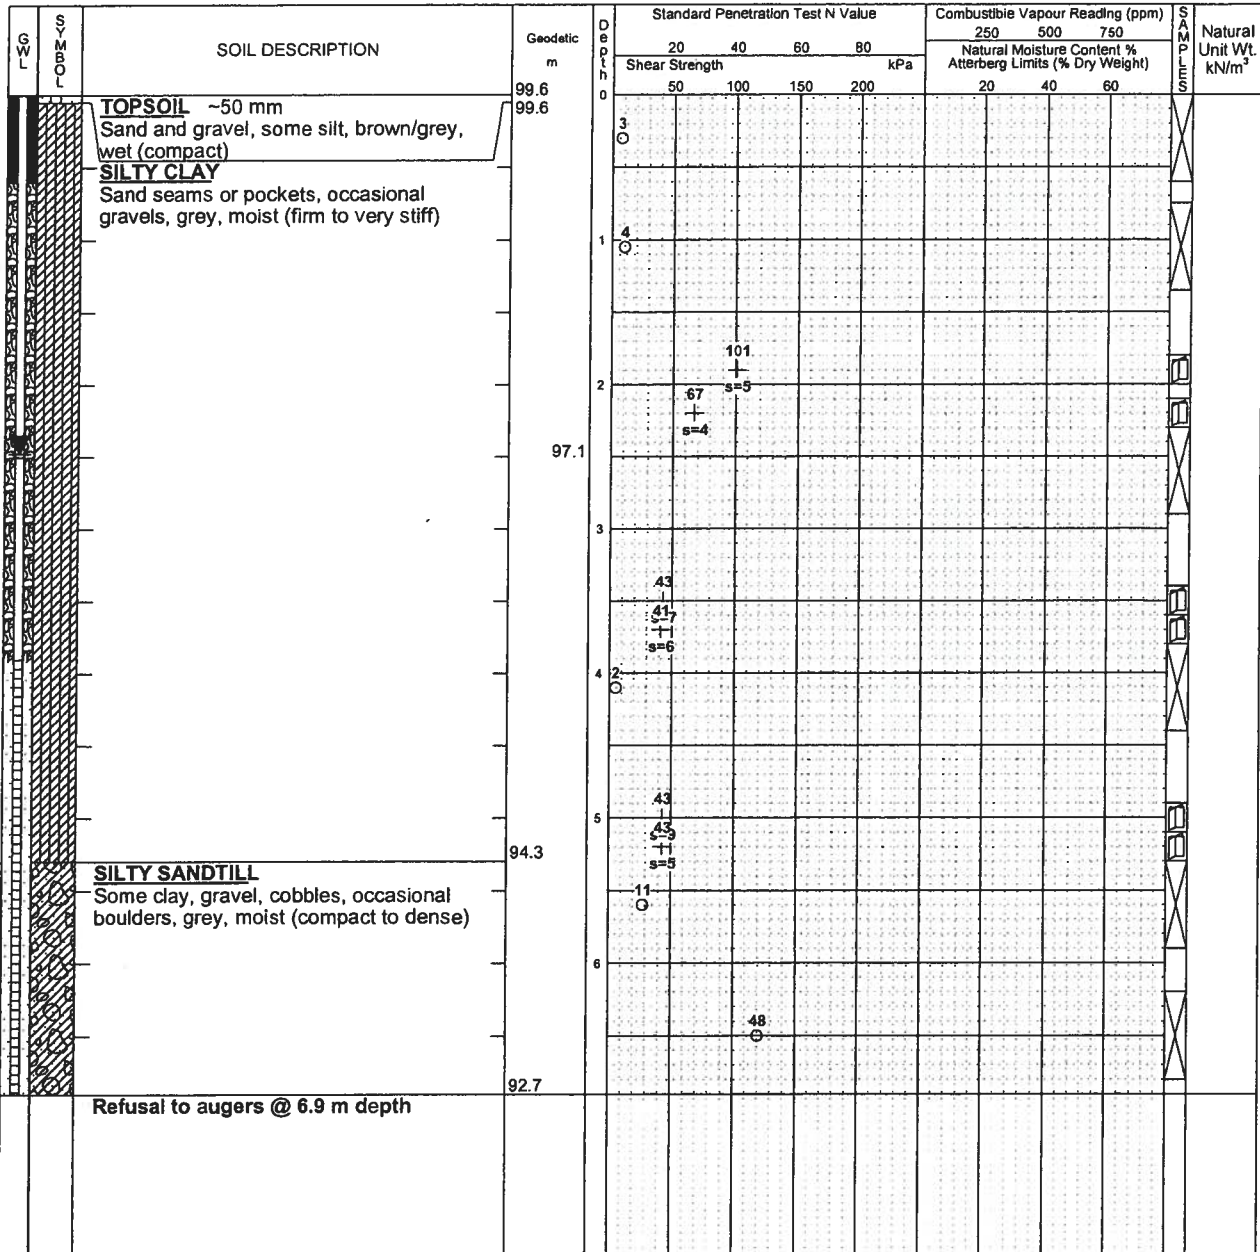 GWL
SYMBOL
SOIL DESCRIPTION
Geodetic
m
Depth
Standard Penetration Test N Value
20 40 60 80
Shear Strength kPa
50 100 150 200
Combustible Vapour Reading (ppm)
250 500 750
Natural Moisture Content %
Atterberg Limits (% Dry Weight)
20 40 60
SAMPLES
Natural
Unit Wt.
kN/m³
99.6
0
TOPSOIL ~50 mm
99.6
Sand and gravel, some silt, brown/grey,
wet (compact)
3
SILTY CLAY
Sand seams or pockets, occasional
gravels, grey, moist (firm to very stiff)
4
1
101
s=5
2
67
s=4
97.1
3
43
s=7
41
s=6
4
2
43
5
s=9
43
s=5
94.3
SILTY SANDTILL
Some clay, gravel, cobbles, occasional
boulders, grey, moist (compact to dense)
11
6
48
92.7
Refusal to augers @ 6.9 m depth